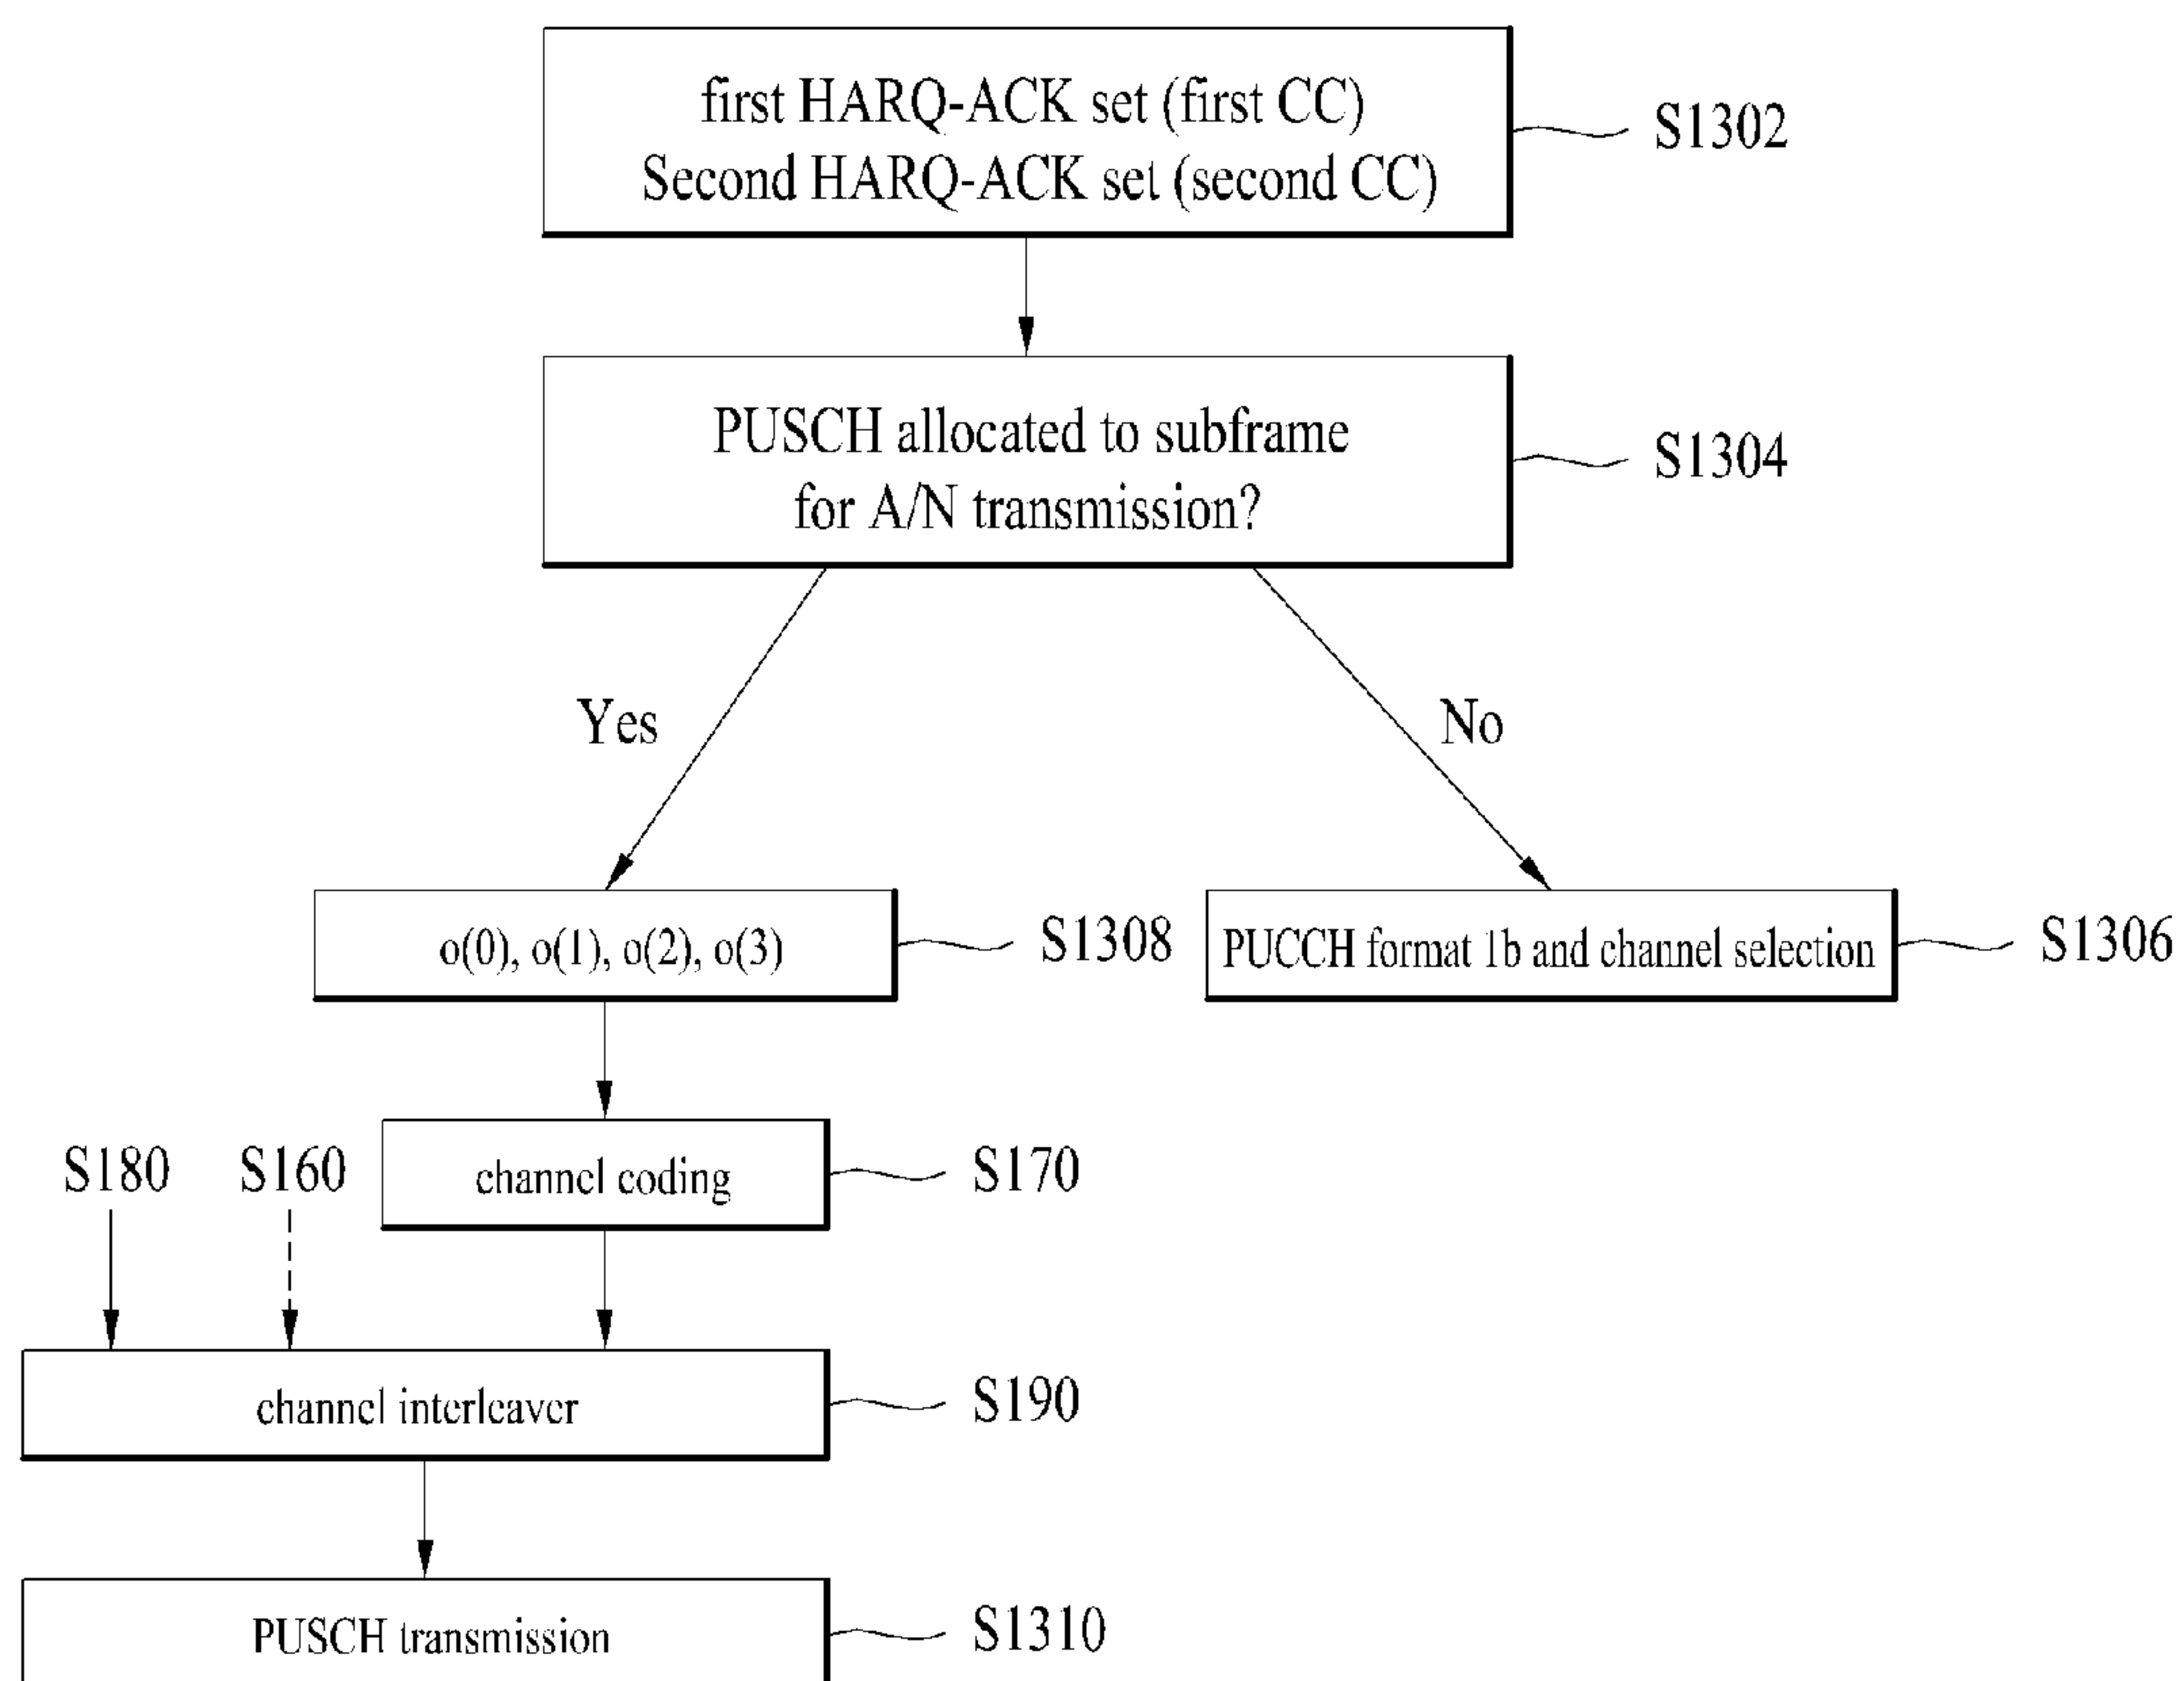 first HARQ-ACK set (first CC)
Second HARQ-ACK set (second CC)
S1302
PUSCH allocated to subframe
for A/N transmission?
S1304
Yes
No
o(0), o(1), o(2), o(3)
S1308
PUCCH format 1b and channel selection
S1306
S180
S160
channel coding
S170
channel interleaver
S190
PUSCH transmission
S1310